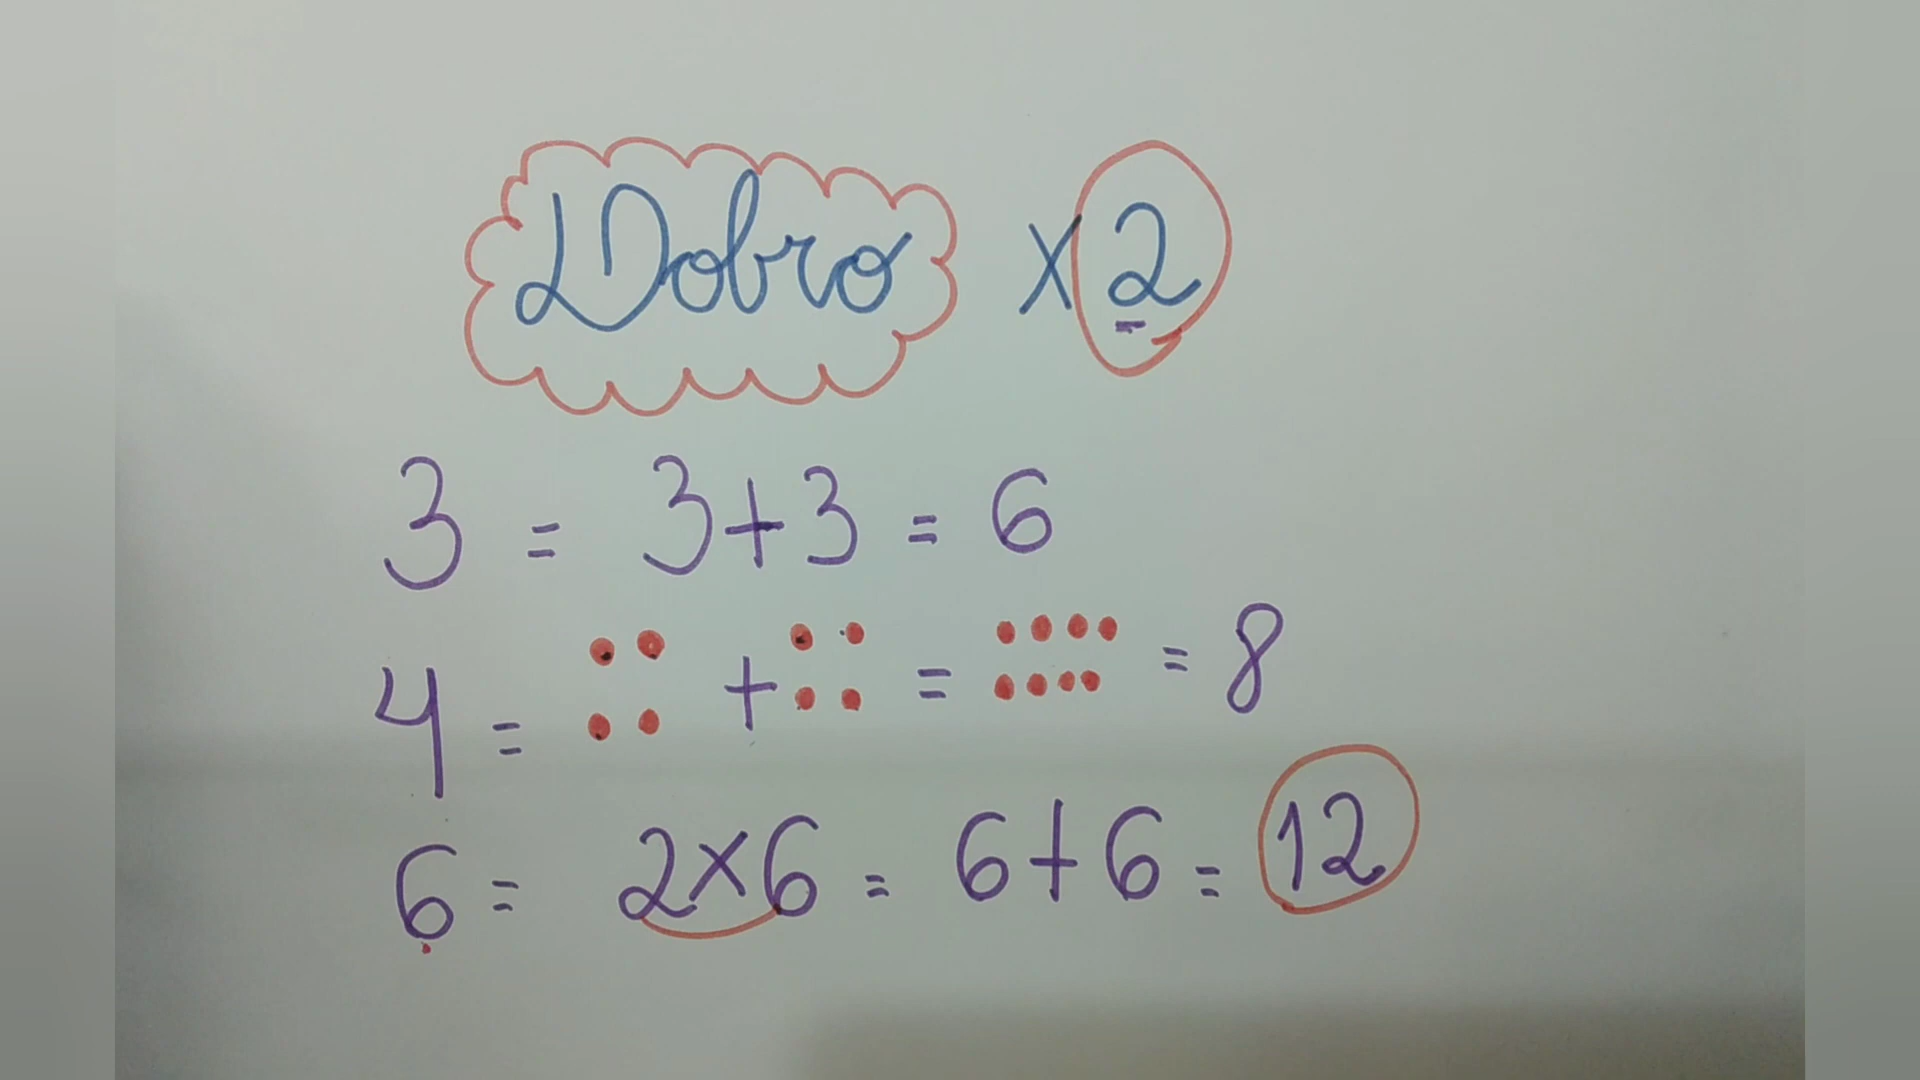 Dobro x2
3 = 3+3 = 6
4 = + = = 8
6 = 2x6 = 6+6 = 12